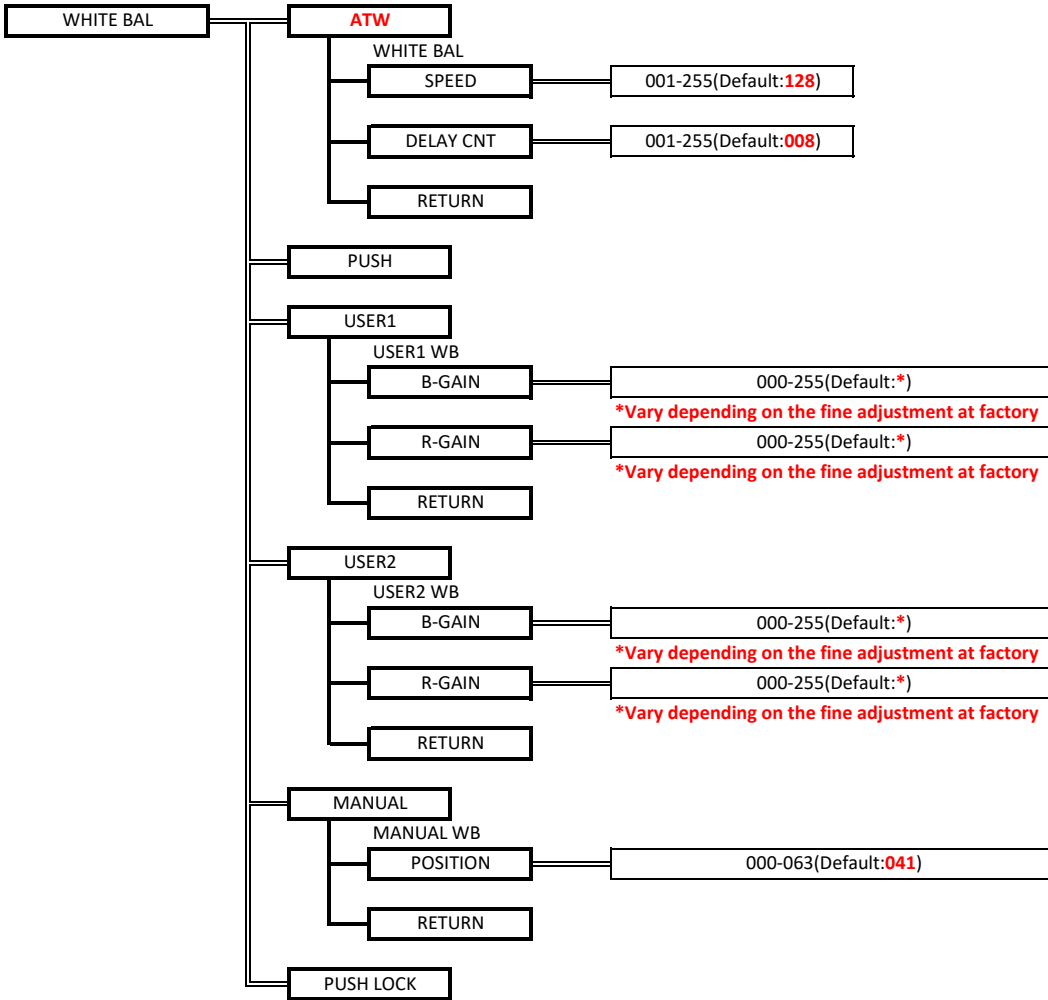 WHITE BAL ATW
WHITE BAL
SPEED 001-255(Default:128)
DELAY CNT 001-255(Default:008)
RETURN
PUSH
USER1
USER1 WB
B-GAIN 000-255(Default:*)
*Vary depending on the fine adjustment at factory
R-GAIN 000-255(Default:*)
*Vary depending on the fine adjustment at factory
RETURN
USER2
USER2 WB
B-GAIN 000-255(Default:*)
*Vary depending on the fine adjustment at factory
R-GAIN 000-255(Default:*)
*Vary depending on the fine adjustment at factory
RETURN
MANUAL
MANUAL WB
POSITION 000-063(Default:041)
RETURN
PUSH LOCK